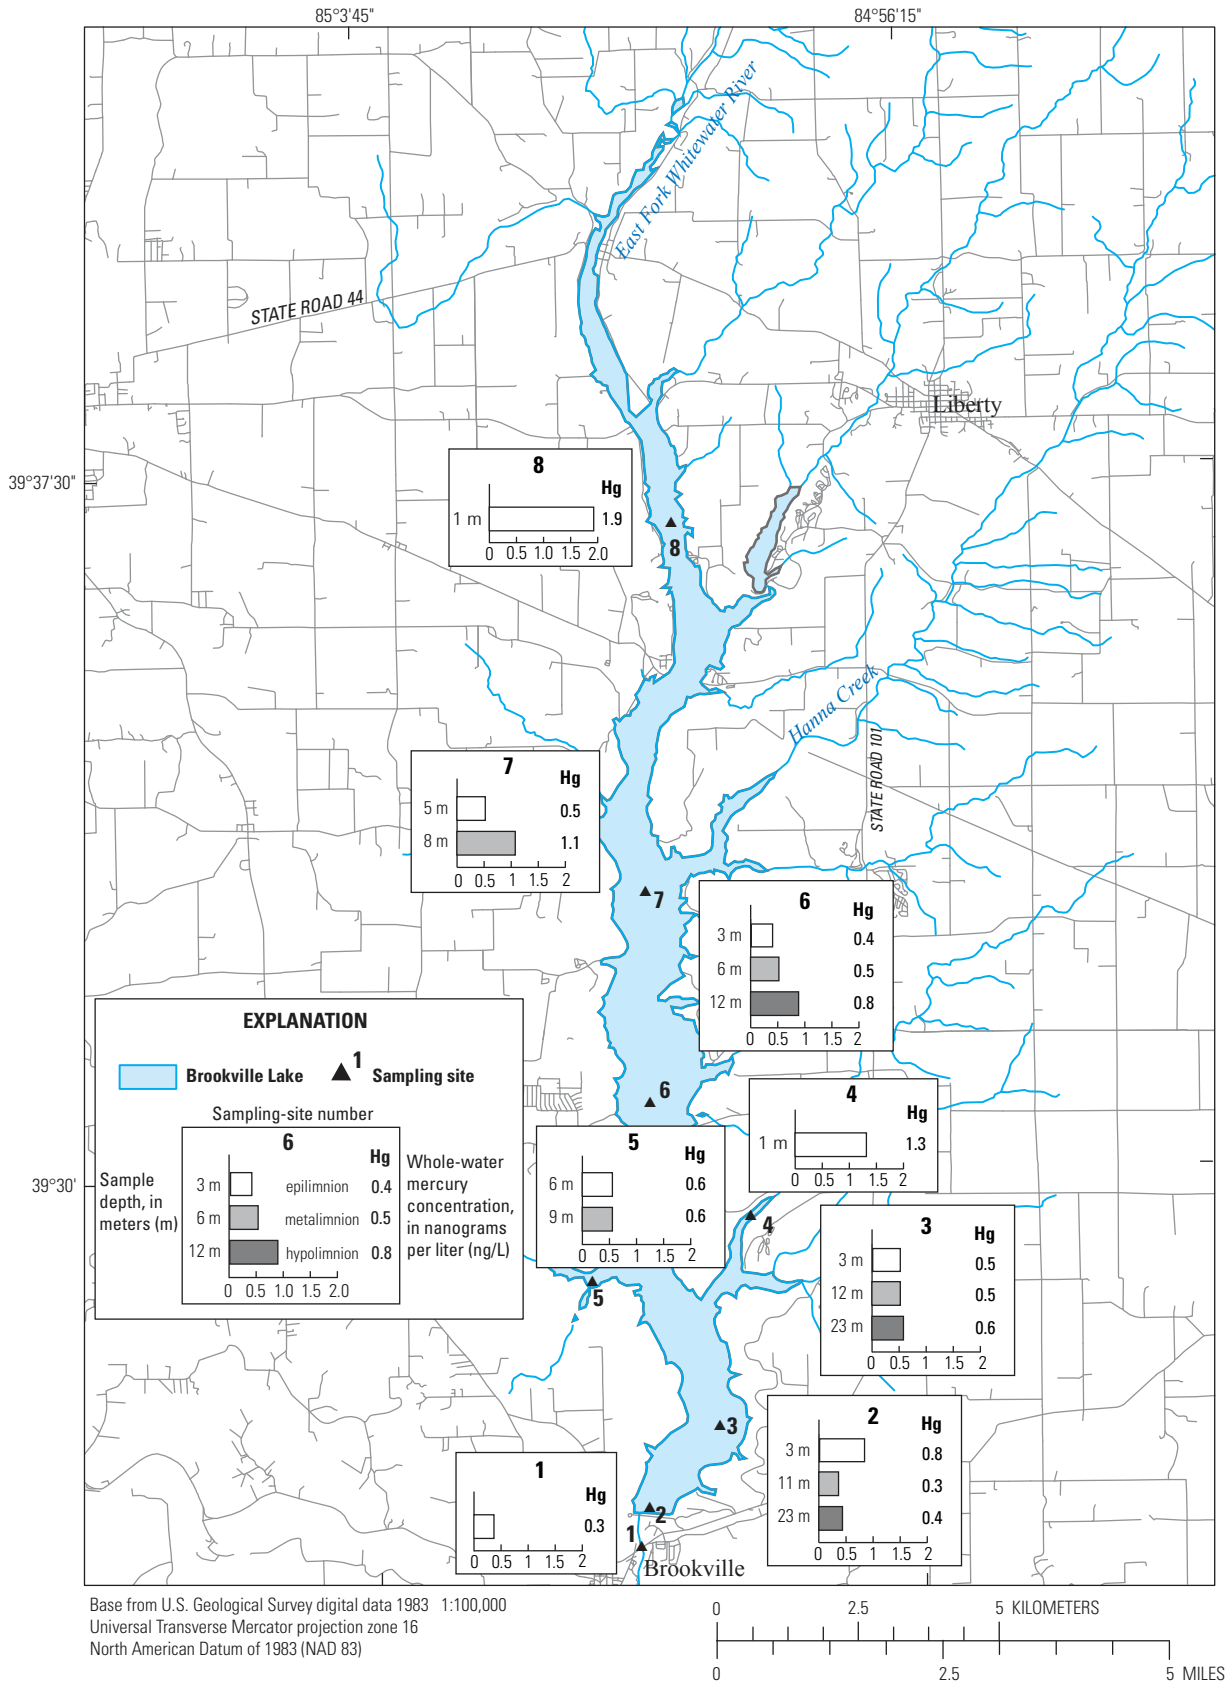 85°3'45"
84°56'15"
East Fork Whitewater River
STATE ROAD 44
Liberty
39°37'30"
8
Hg
1 m
1.9
0 0.5 1.0 1.5 2.0
8
Hanna Creek
STATE ROAD 101
7
Hg
5 m
0.5
8 m
1.1
0 0.5 1 1.5 2
7
6
Hg
3 m
0.4
6 m
0.5
12 m
0.8
0 0.5 1 1.5 2
6
EXPLANATION
Brookville Lake
1
Sampling site
Sampling-site number
6
Hg
3 m epilimnion 0.4
6 m metalimnion 0.5
12 m hypolimnion 0.8
0 0.5 1.0 1.5 2.0
Sample
depth, in
meters (m)
Whole-water
mercury
concentration,
in nanograms
per liter (ng/L)
39°30'
4
Hg
1 m
1.3
0 0.5 1 1.5 2
4
5
Hg
6 m
0.6
9 m
0.6
0 0.5 1 1.5 2
5
3
Hg
3 m
0.5
12 m
0.5
23 m
0.6
0 0.5 1 1.5 2
3
2
Hg
3 m
0.8
11 m
0.3
23 m
0.4
0 0.5 1 1.5 2
2
1
Hg
0.3
0 0.5 1 1.5 2
1
Brookville
Base from U.S. Geological Survey digital data 1983 1:100,000
Universal Transverse Mercator projection zone 16
North American Datum of 1983 (NAD 83)
0 2.5 5 KILOMETERS
0 2.5 5 MILES